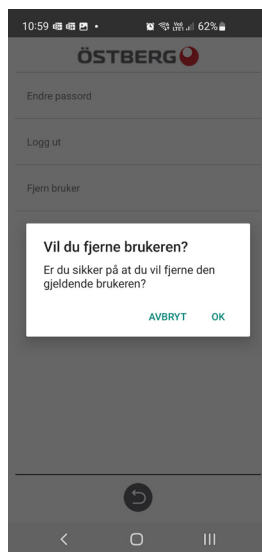 10:59
62%
ÖSTBERG
Endre passord
Logg ut
Fjern bruker
Vil du fjerne brukeren?
Er du sikker på at du vil fjerne den
gjeldende brukeren?
AVBRYT OK